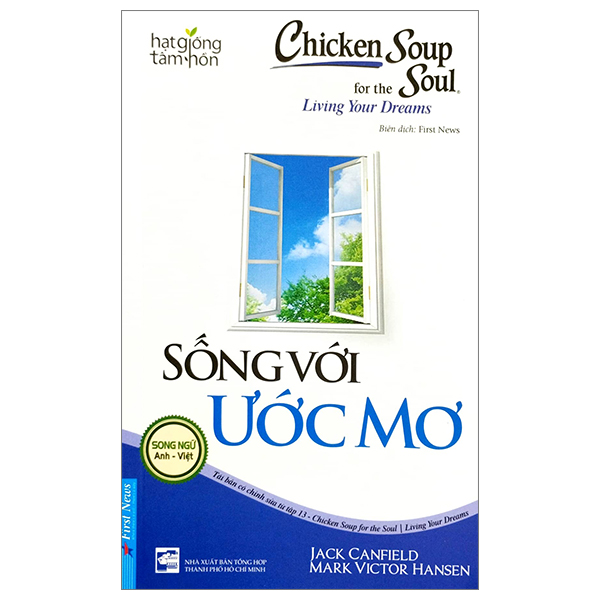 hạt giống
tâm hồn
Chicken Soup
for the Soul®
Living Your Dreams
Biên dịch: First News
SỐNG VỚI
ƯỚC MƠ
SONG NGỮ
Anh - Việt
Tái bản có chỉnh sửa từ tập 13 - Chicken Soup for the Soul | Living Your Dreams
First News
NHÀ XUẤT BẢN TỔNG HỢP
THÀNH PHỐ HỒ CHÍ MINH
JACK CANFIELD
MARK VICTOR HANSEN